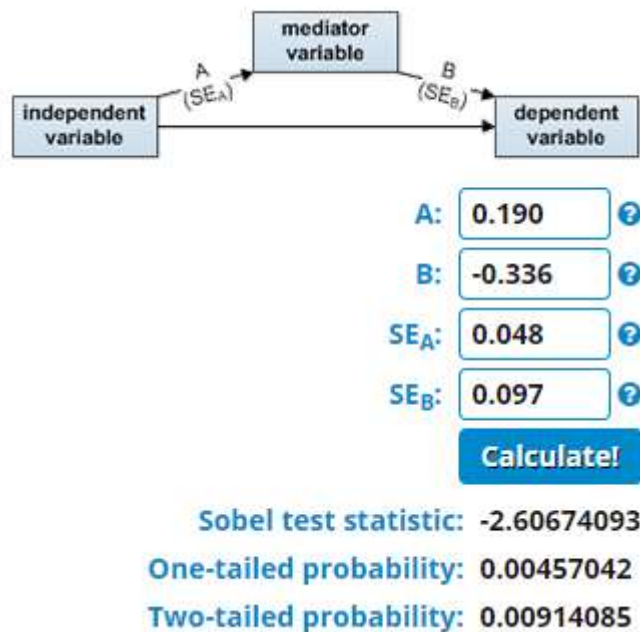 mediator
variable
A
(SEA)
B
(SEB)
independent
variable
dependent
variable
A: 0.190 ?
B: -0.336 ?
SEA: 0.048 ?
SEB: 0.097 ?
Calculate!
Sobel test statistic: -2.60674093
One-tailed probability: 0.00457042
Two-tailed probability: 0.00914085